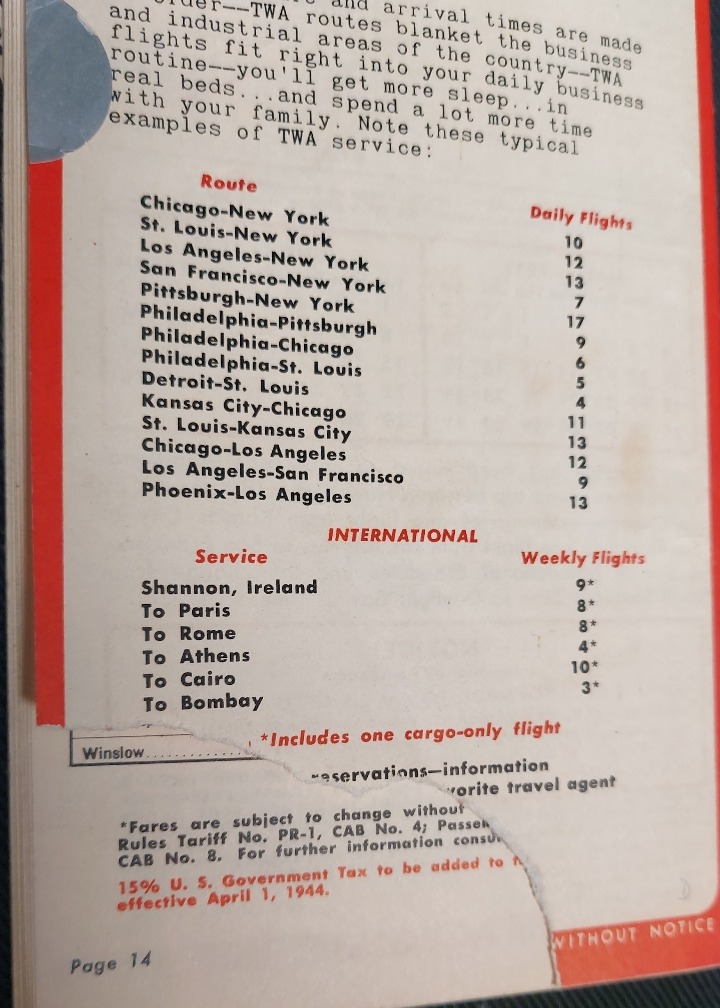 and arrival times are made
order--TWA routes blanket the business
and industrial areas of the country--TWA
flights fit right into your daily business
routine--you'll get more sleep...in
real beds...and spend a lot more time
with your family. Note these typical
examples of TWA service:
Route Daily Flights
Chicago-New York 10
St. Louis-New York 12
Los Angeles-New York 13
San Francisco-New York 7
Pittsburgh-New York 17
Philadelphia-Pittsburgh 9
Philadelphia-Chicago 6
Philadelphia-St. Louis 5
Detroit-St. Louis 4
Kansas City-Chicago 11
St. Louis-Kansas City 13
Chicago-Los Angeles 12
Los Angeles-San Francisco 9
Phoenix-Los Angeles 13
INTERNATIONAL
Service Weekly Flights
Shannon, Ireland 9*
To Paris 8*
To Rome 8*
To Athens 4*
To Cairo 10*
To Bombay 3*
*Includes one cargo-only flight
Winslow
eservations—information
vorite travel agent
*Fares are subject to change without
Rules Tariff No. PR-1, CAB No. 4; Passen
CAB No. 8. For further information consu
15% U. S. Government Tax to be added to
effective April 1, 1944.
WITHOUT NOTICE
Page 14